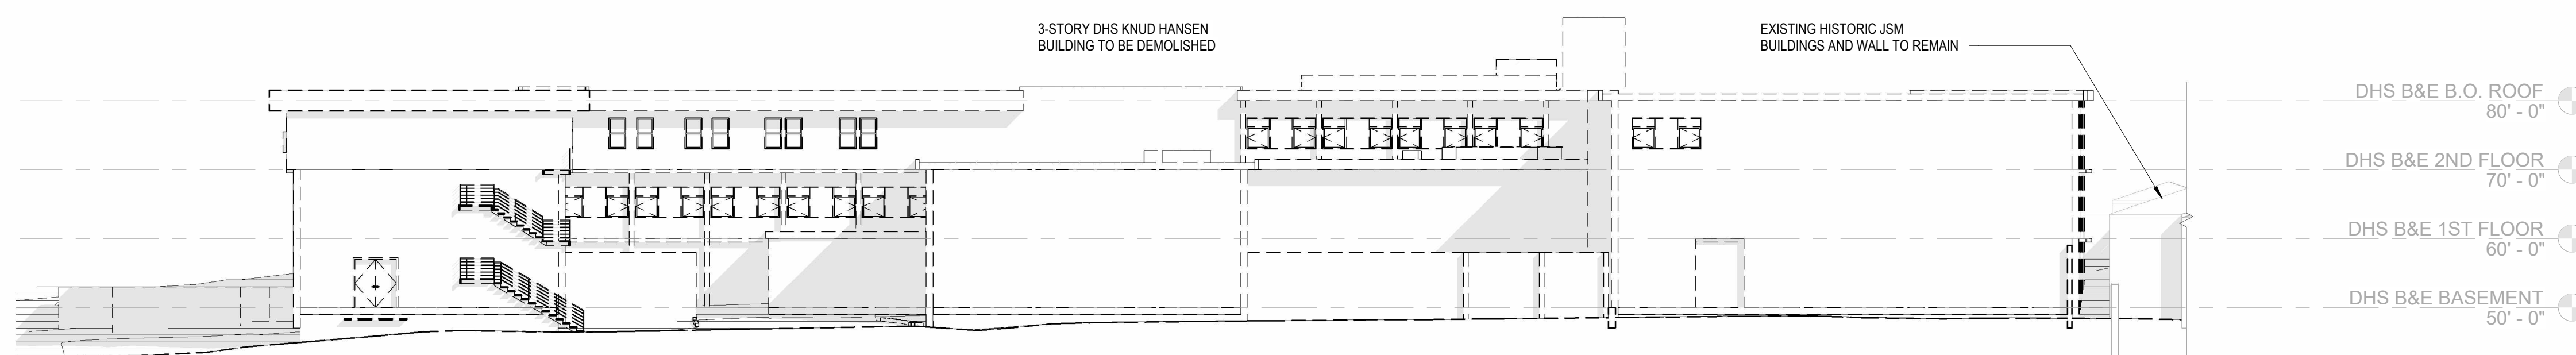 3-STORY DHS KNUD HANSEN
BUILDING TO BE DEMOLISHED
EXISTING HISTORIC JSM
BUILDINGS AND WALL TO REMAIN
DHS B&E B.O. ROOF
80' - 0"
DHS B&E 2ND FLOOR
70' - 0"
DHS B&E 1ST FLOOR
60' - 0"
DHS B&E BASEMENT
50' - 0"